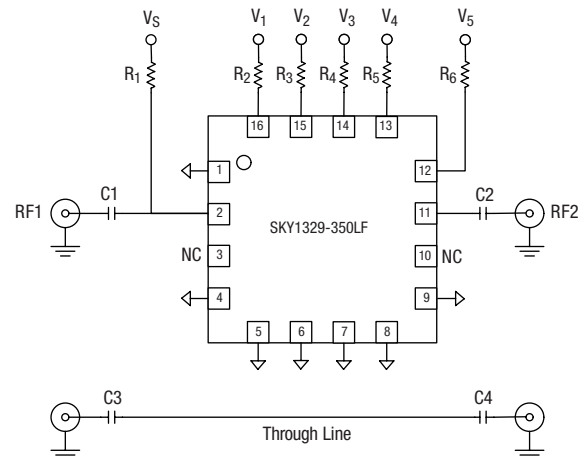 VS V1 V2 V3 V4 V5
R1 R2 R3 R4 R5 R6
16 15 14 13
1 12
RF1 C1 2 SKY1329-350LF 11 C2 RF2
NC 3 10 NC
4 9
5 6 7 8
C3 C4
Through Line